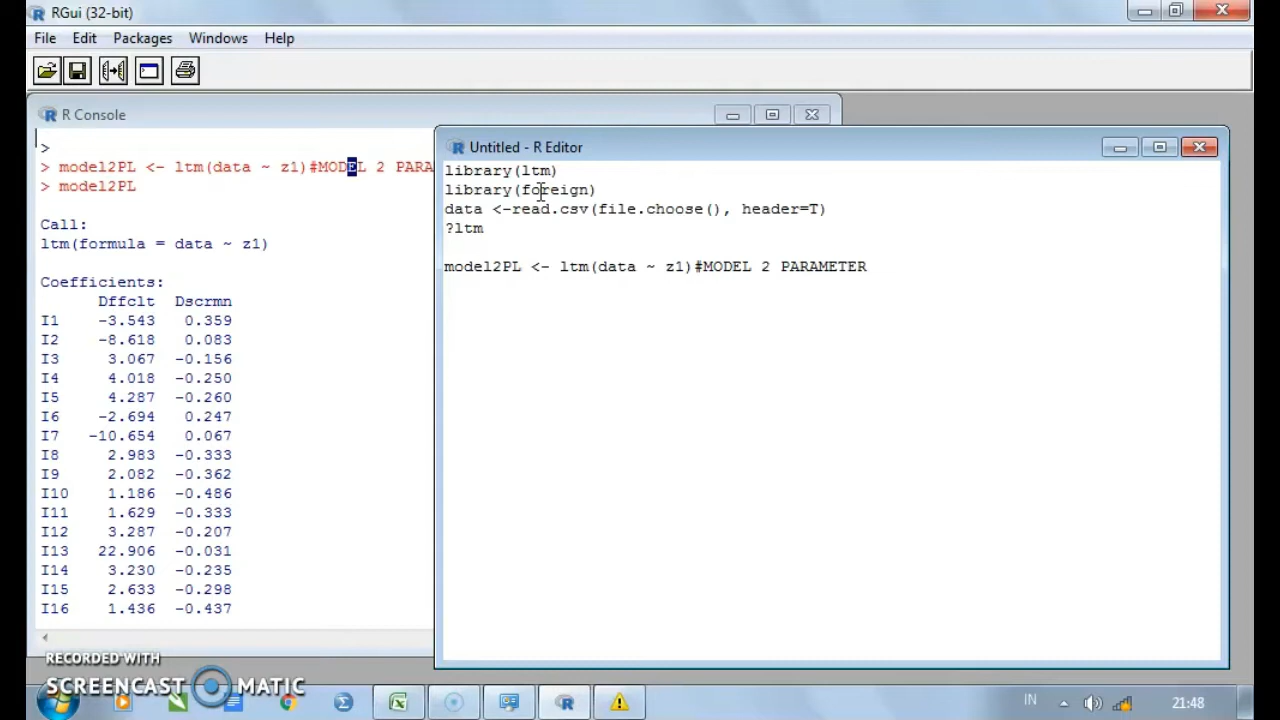 RGui (32-bit)
File Edit Packages Windows Help
R Console
>
> model2PL <- ltm(data ~ z1)#MODEL 2 PARA
> model2PL
Call:
ltm(formula = data ~ z1)
Coefficients:
Dffclt Dscrmn
I1 -3.543 0.359
I2 -8.618 0.083
I3 3.067 -0.156
I4 4.018 -0.250
I5 4.287 -0.260
I6 -2.694 0.247
I7 -10.654 0.067
I8 2.983 -0.333
I9 2.082 -0.362
I10 1.186 -0.486
I11 1.629 -0.333
I12 3.287 -0.207
I13 22.906 -0.031
I14 3.230 -0.235
I15 2.633 -0.298
I16 1.436 -0.437
Untitled - R Editor
library(ltm)
library(foreign)
data <-read.csv(file.choose(), header=T)
?ltm
model2PL <- ltm(data ~ z1)#MODEL 2 PARAMETER
RECORDED WITH
SCREENCAST MATIC
IN
21:48